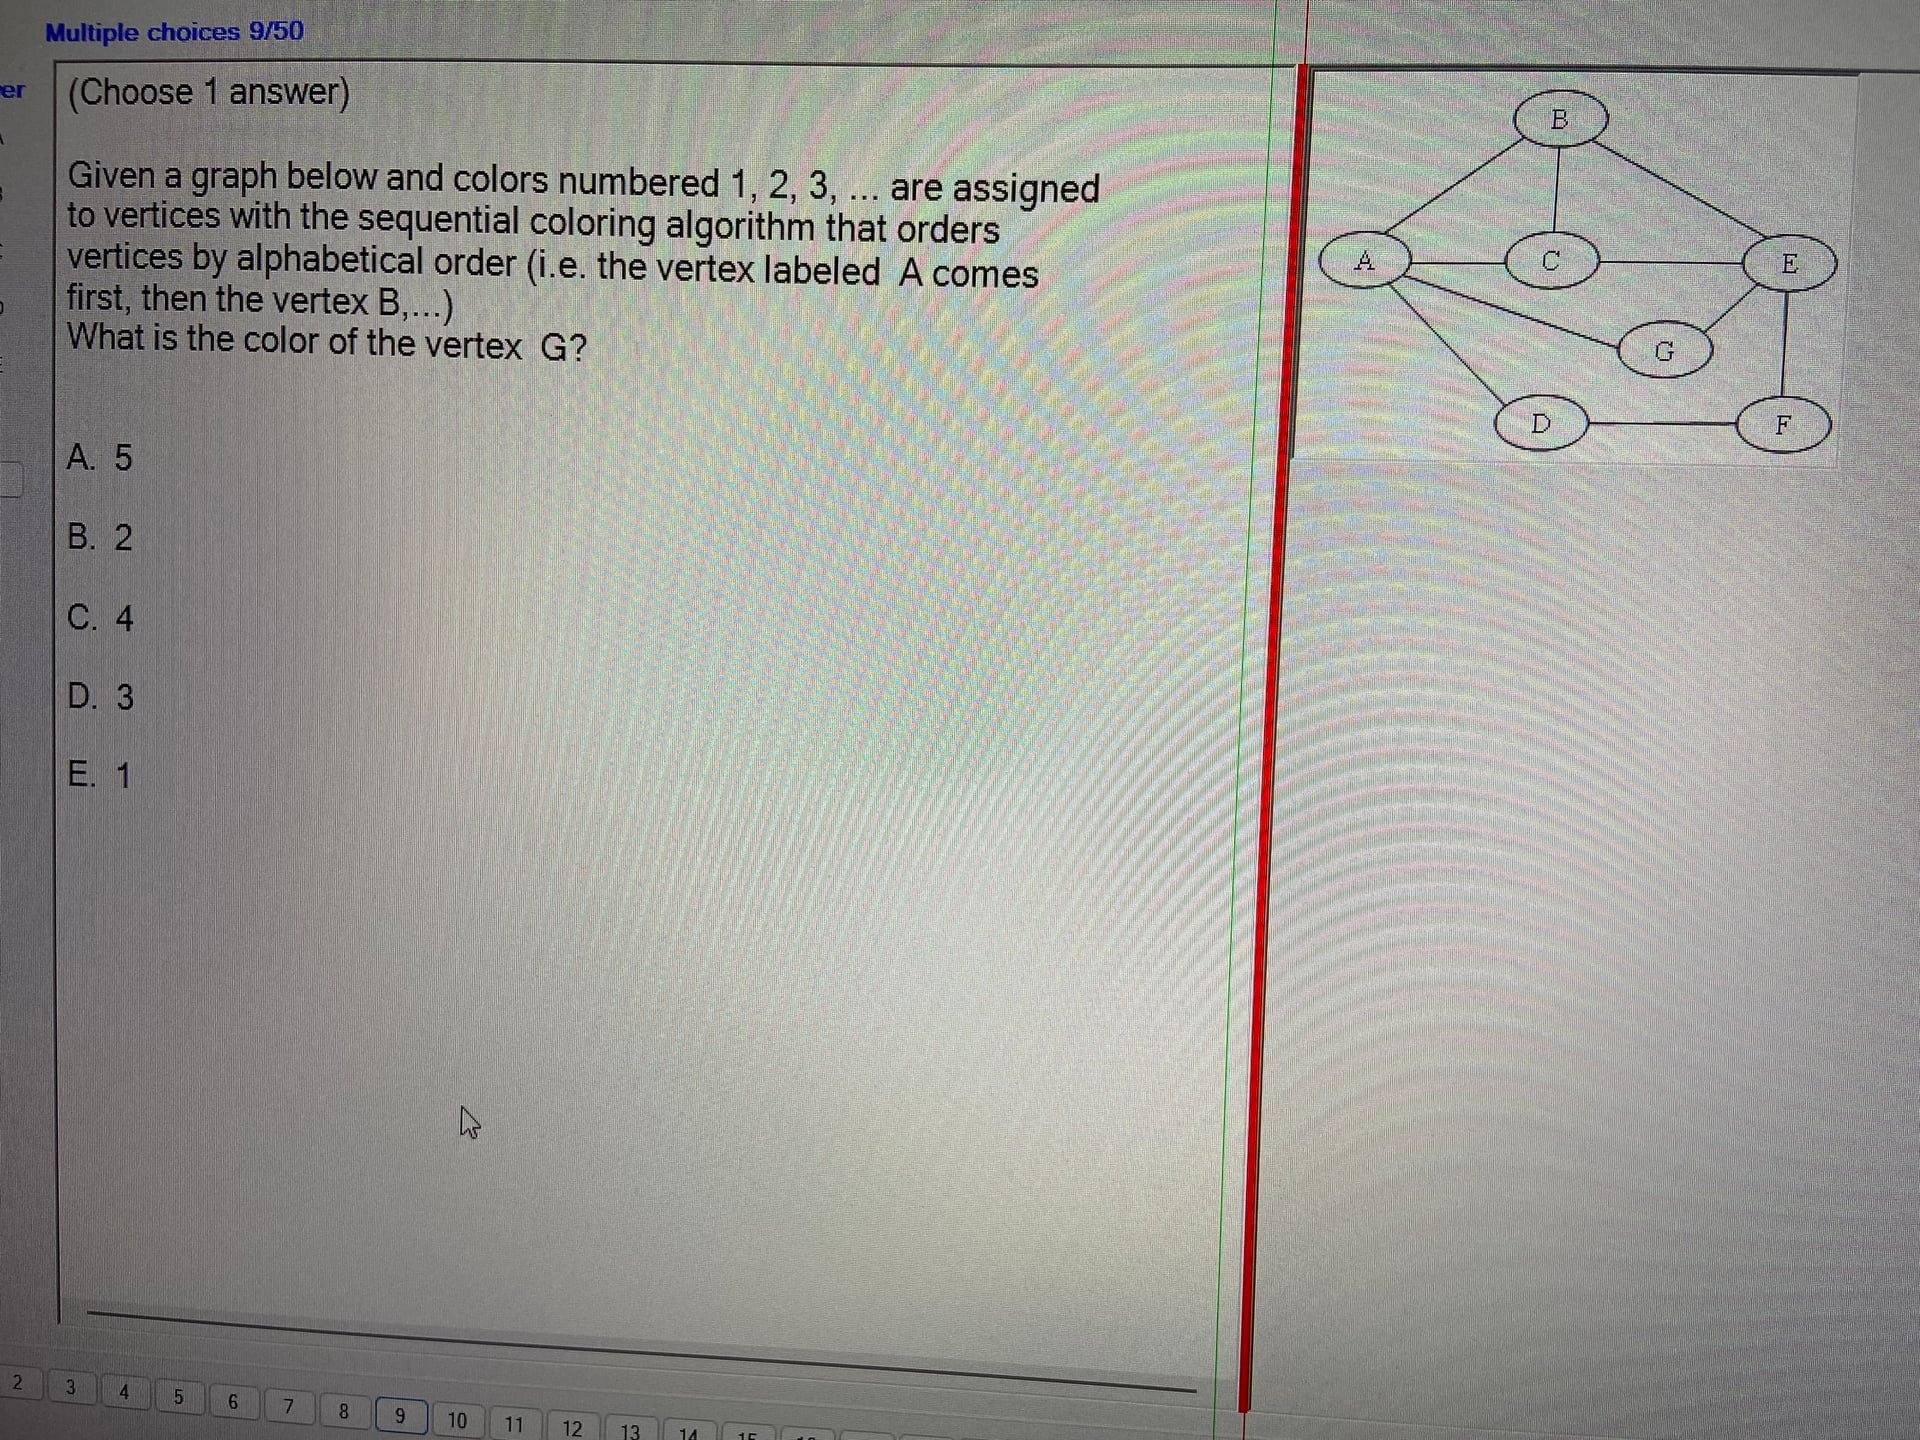 Multiple choices 9/50
er
(Choose 1 answer)
Given a graph below and colors numbered 1, 2, 3, ... are assigned
to vertices with the sequential coloring algorithm that orders
vertices by alphabetical order (i.e. the vertex labeled A comes
first, then the vertex B,...)
What is the color of the vertex G?
A. 5
B. 2
C. 4
D. 3
E. 1
B
A
C
E
G
D
F
2 3 4 5 6 7 8 9 10 11 12 13 14 15